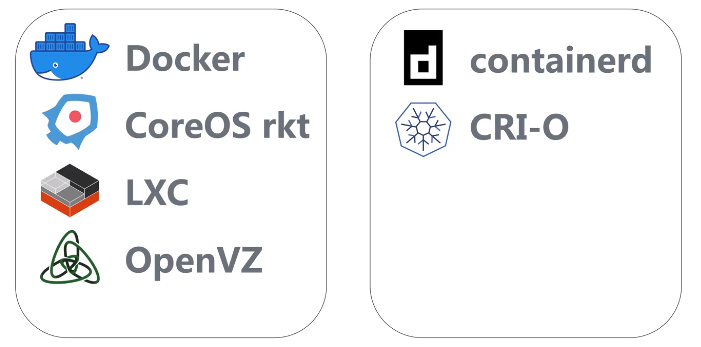 Docker
CoreOS rkt
LXC
OpenVZ
d containerd
CRI-O